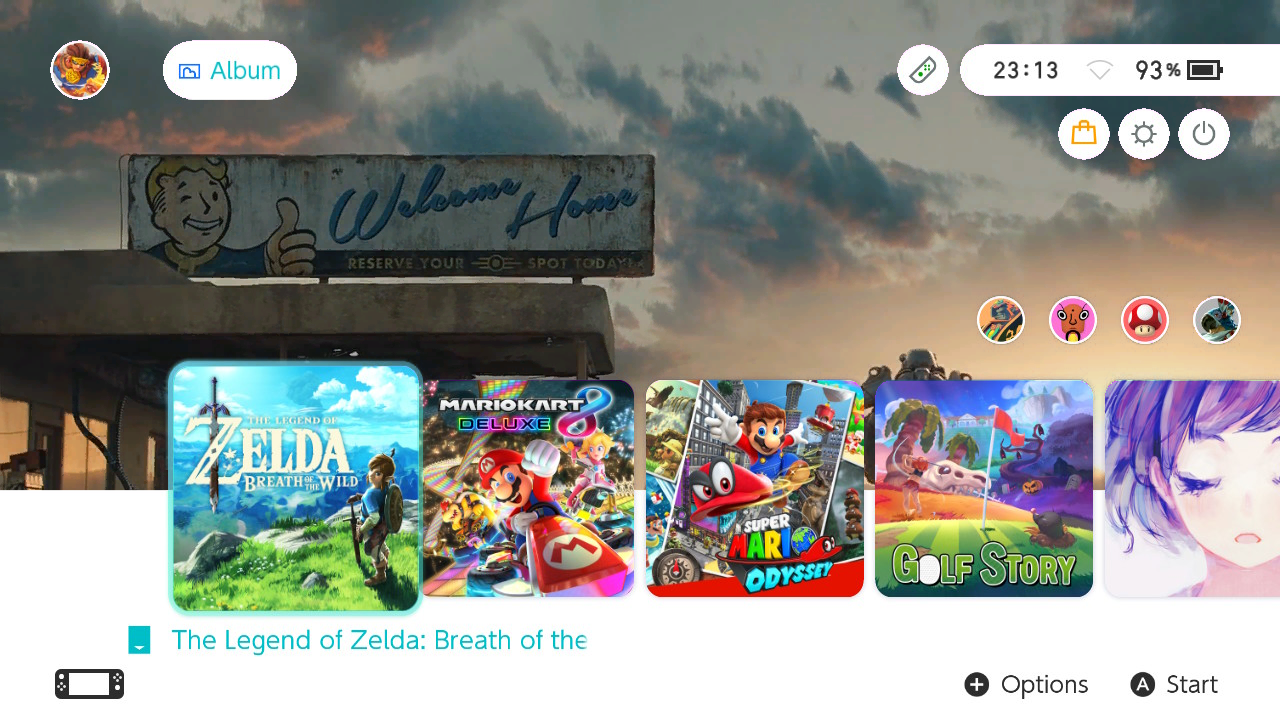 Album
23:13
93%
Welcome Home
RESERVE YOUR SPOT TODAY!
THE LEGEND OF
ZELDA
BREATH OF THE WILD
MARIOKART 8
DELUXE
SUPER
MARIO
ODYSSEY
GOLF STORY
The Legend of Zelda: Breath of the
Options
A Start